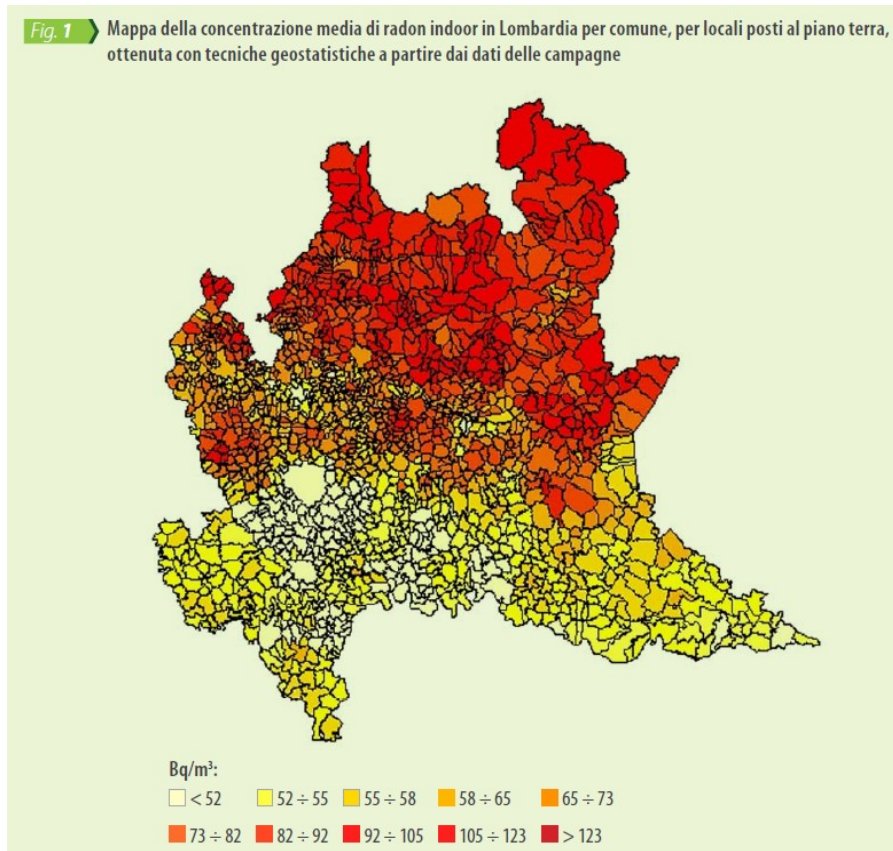 Fig. 1 Mappa della concentrazione media di radon indoor in Lombardia per comune, per locali posti al piano terra,
ottenuta con tecniche geostatistiche a partire dai dati delle campagne
Bq/m³:
< 52 52 ÷ 55 55 ÷ 58 58 ÷ 65 65 ÷ 73
73 ÷ 82 82 ÷ 92 92 ÷ 105 105 ÷ 123 > 123